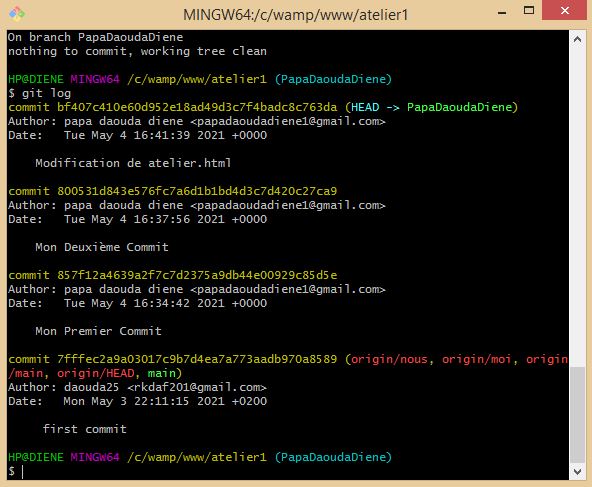 MINGW64:/c/wamp/www/atelier1
On branch PapaDaoudaDiene
nothing to commit, working tree clean
HP@DIENE MINGW64 /c/wamp/www/atelier1 (PapaDaoudaDiene)
$ git log
commit bf407c410e60d952e18ad49d3c7f4badc8c763da (HEAD -> PapaDaoudaDiene)
Author: papa daouda diene <papadaoudadiene1@gmail.com>
Date:   Tue May 4 16:41:39 2021 +0000
Modification de atelier.html
commit 800531d843e576fc7a6d1b1bd4d3c7d420c27ca9
Author: papa daouda diene <papadaoudadiene1@gmail.com>
Date:   Tue May 4 16:37:56 2021 +0000
Mon Deuxième Commit
commit 857f12a4639a2f7c7d2375a9db44e00929c85d5e
Author: papa daouda diene <papadaoudadiene1@gmail.com>
Date:   Tue May 4 16:34:42 2021 +0000
Mon Premier Commit
commit 7fffec2a9a03017c9b7d4ea7a773aadb970a8589 (origin/nous, origin/moi, origin
/main, origin/HEAD, main)
Author: daouda25 <rkdaf201@gmail.com>
Date:   Mon May 3 22:11:15 2021 +0200
first commit
HP@DIENE MINGW64 /c/wamp/www/atelier1 (PapaDaoudaDiene)
$